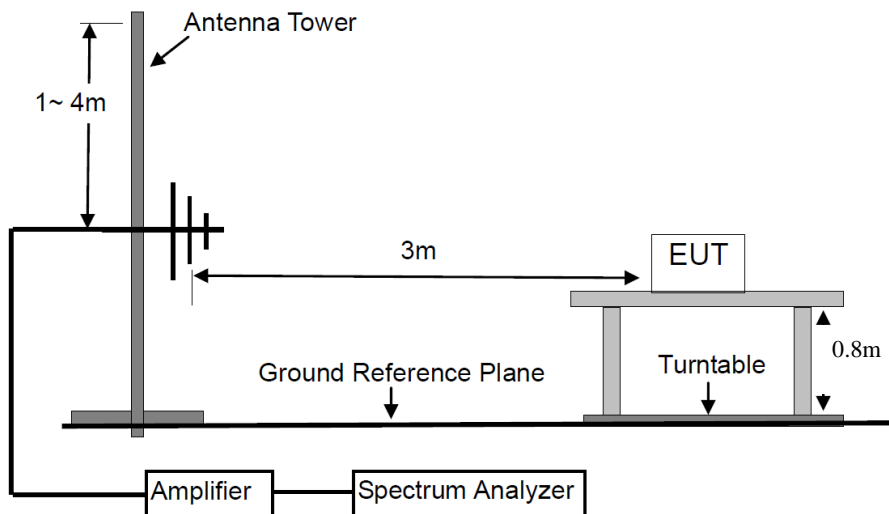 Antenna Tower
1~ 4m
3m
EUT
0.8m
Ground Reference Plane
Turntable
Amplifier
Spectrum Analyzer